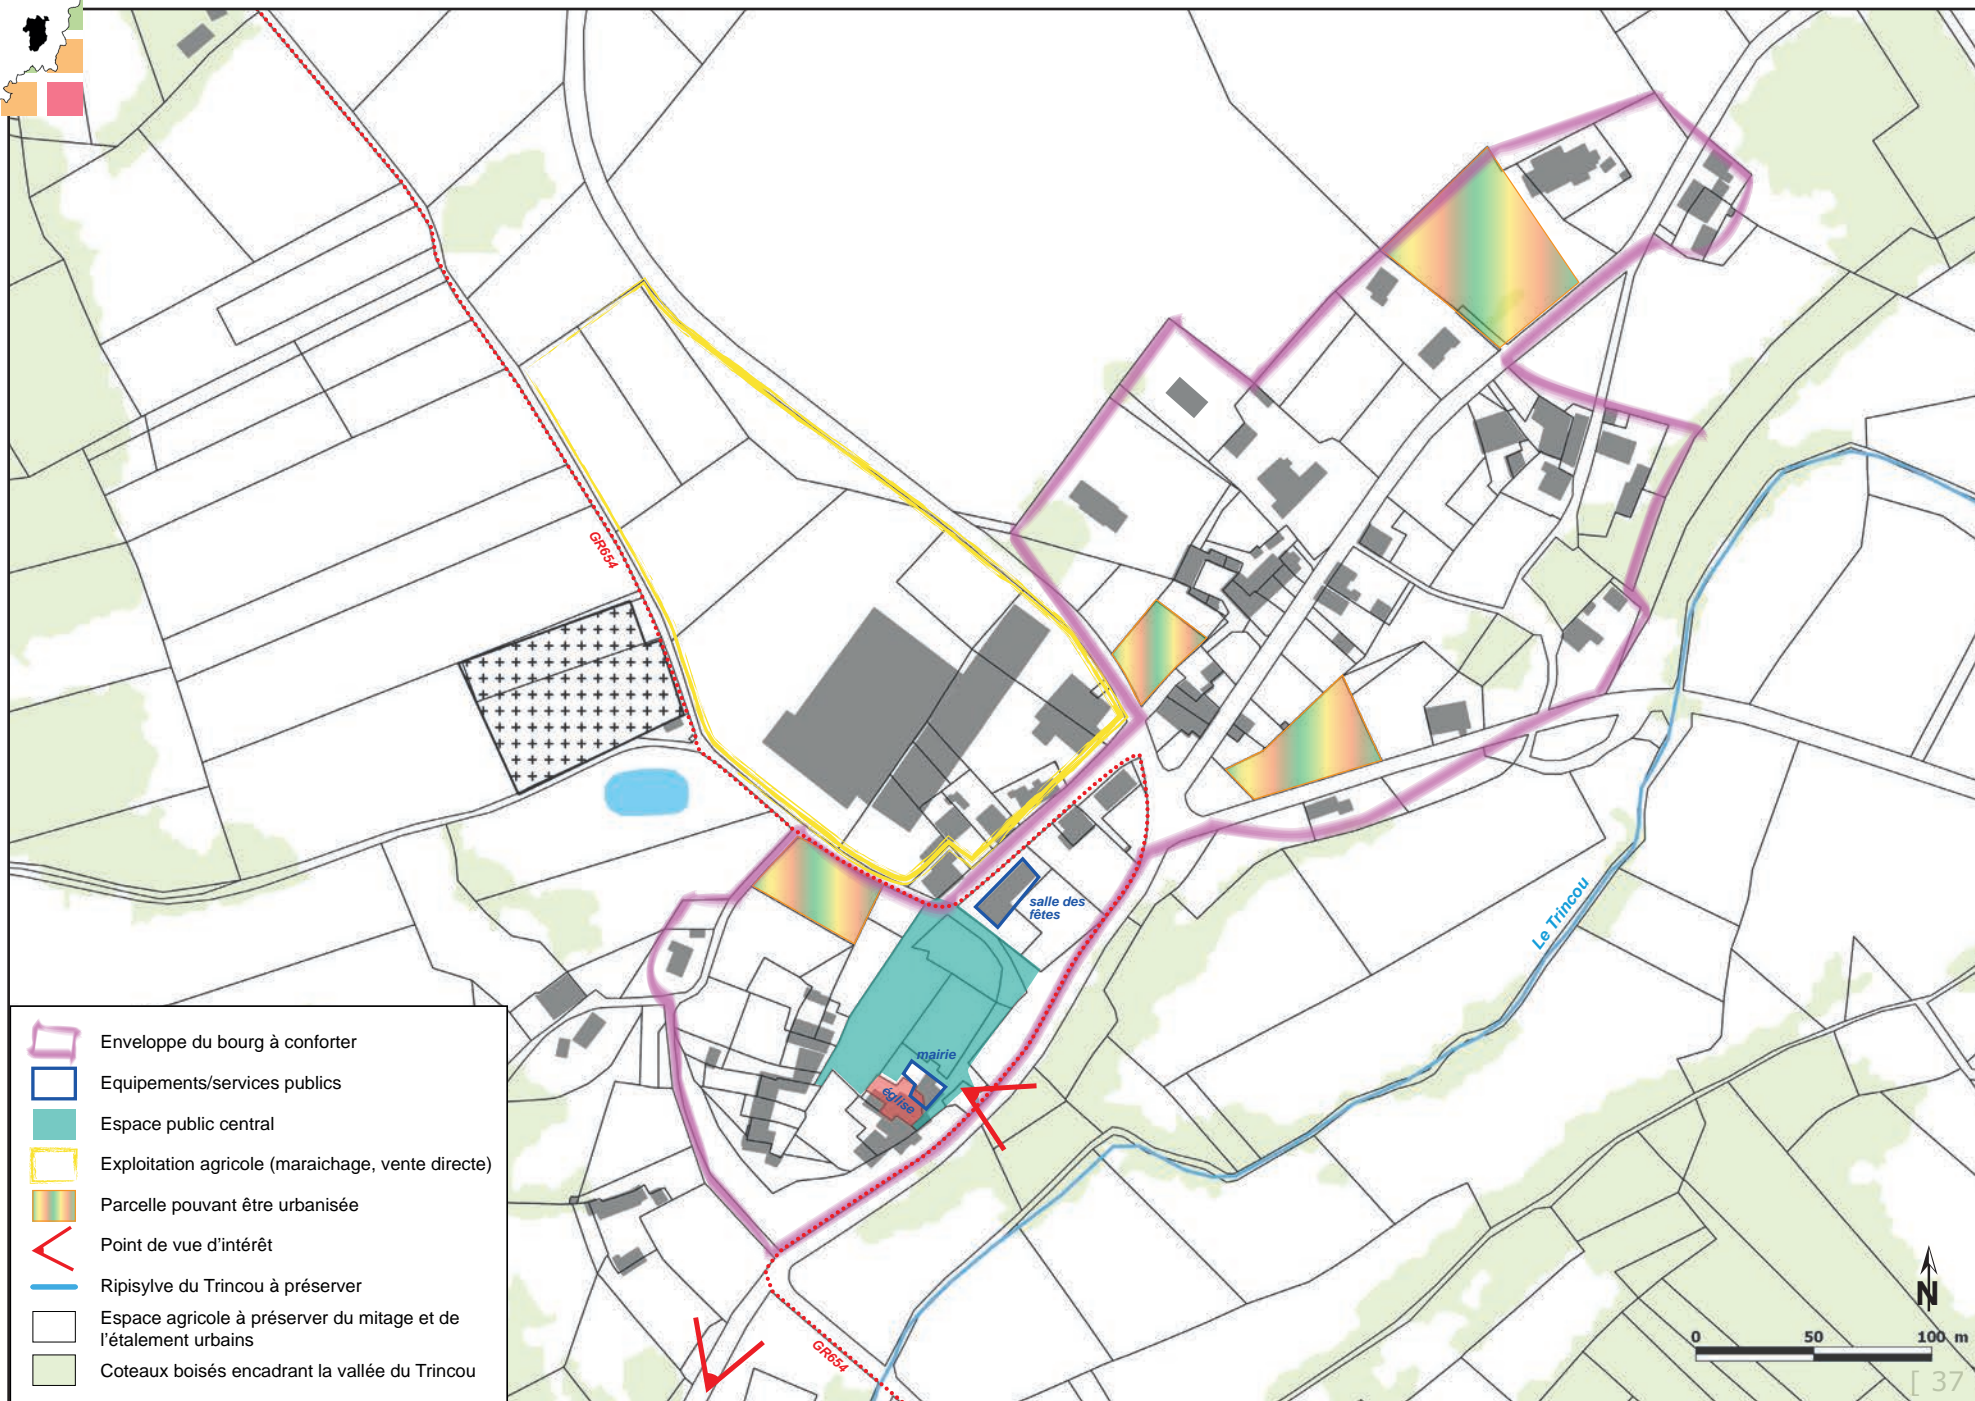 GR654
salle des
fêtes
Le Trincou
mairie
église
GR654
Enveloppe du bourg à conforter
Equipements/services publics
Espace public central
Exploitation agricole (maraichage, vente directe)
Parcelle pouvant être urbanisée
Point de vue d'intérêt
Ripisylve du Trincou à préserver
Espace agricole à préserver du mitage et de
l'étalement urbains
Coteaux boisés encadrant la vallée du Trincou
N
0 50 100 m
[ 37